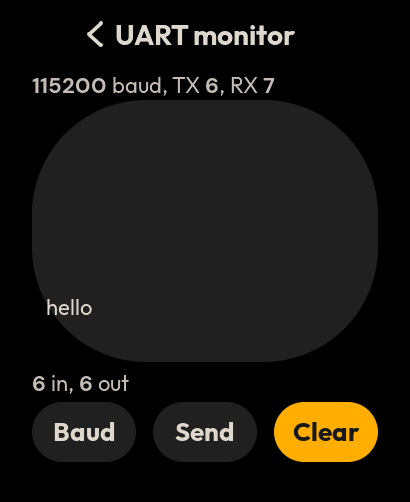 UART monitor
115200 baud, TX 6, RX 7
hello
6 in, 6 out
Baud Send Clear